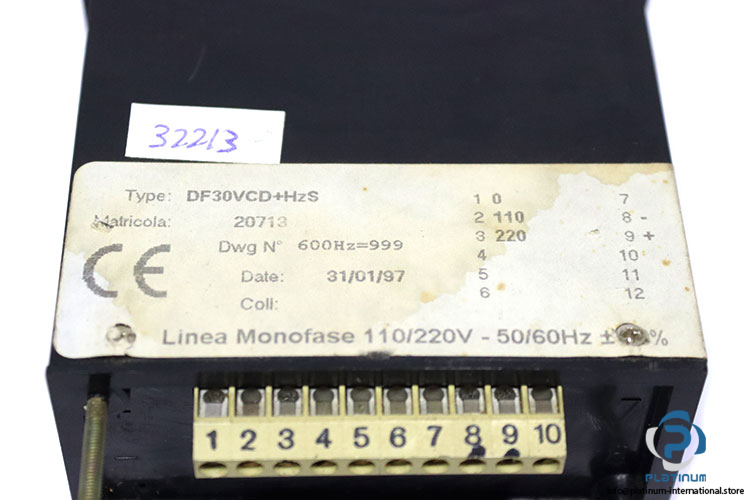 32213
Type: DF30VCD+HzS
Matricola: 20713
Dwg N° 600Hz=999
Date: 31/01/97
Coll:
1 0 7
2 110 8 -
3 220 9 +
4 10
5 11
6 12
CE
Linea Monofase 110/220V - 50/60Hz ± %
1 2 3 4 5 6 7 8 9 10
PLATINUM
INTERNATIONAL